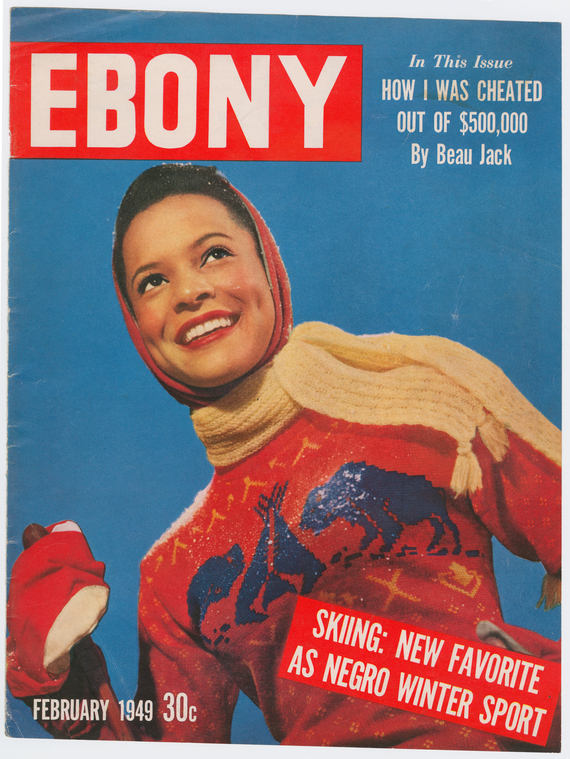 EBONY
In This Issue
HOW I WAS CHEATED
OUT OF $500,000
By Beau Jack
SKIING: NEW FAVORITE
AS NEGRO WINTER SPORT
FEBRUARY 1949 30c